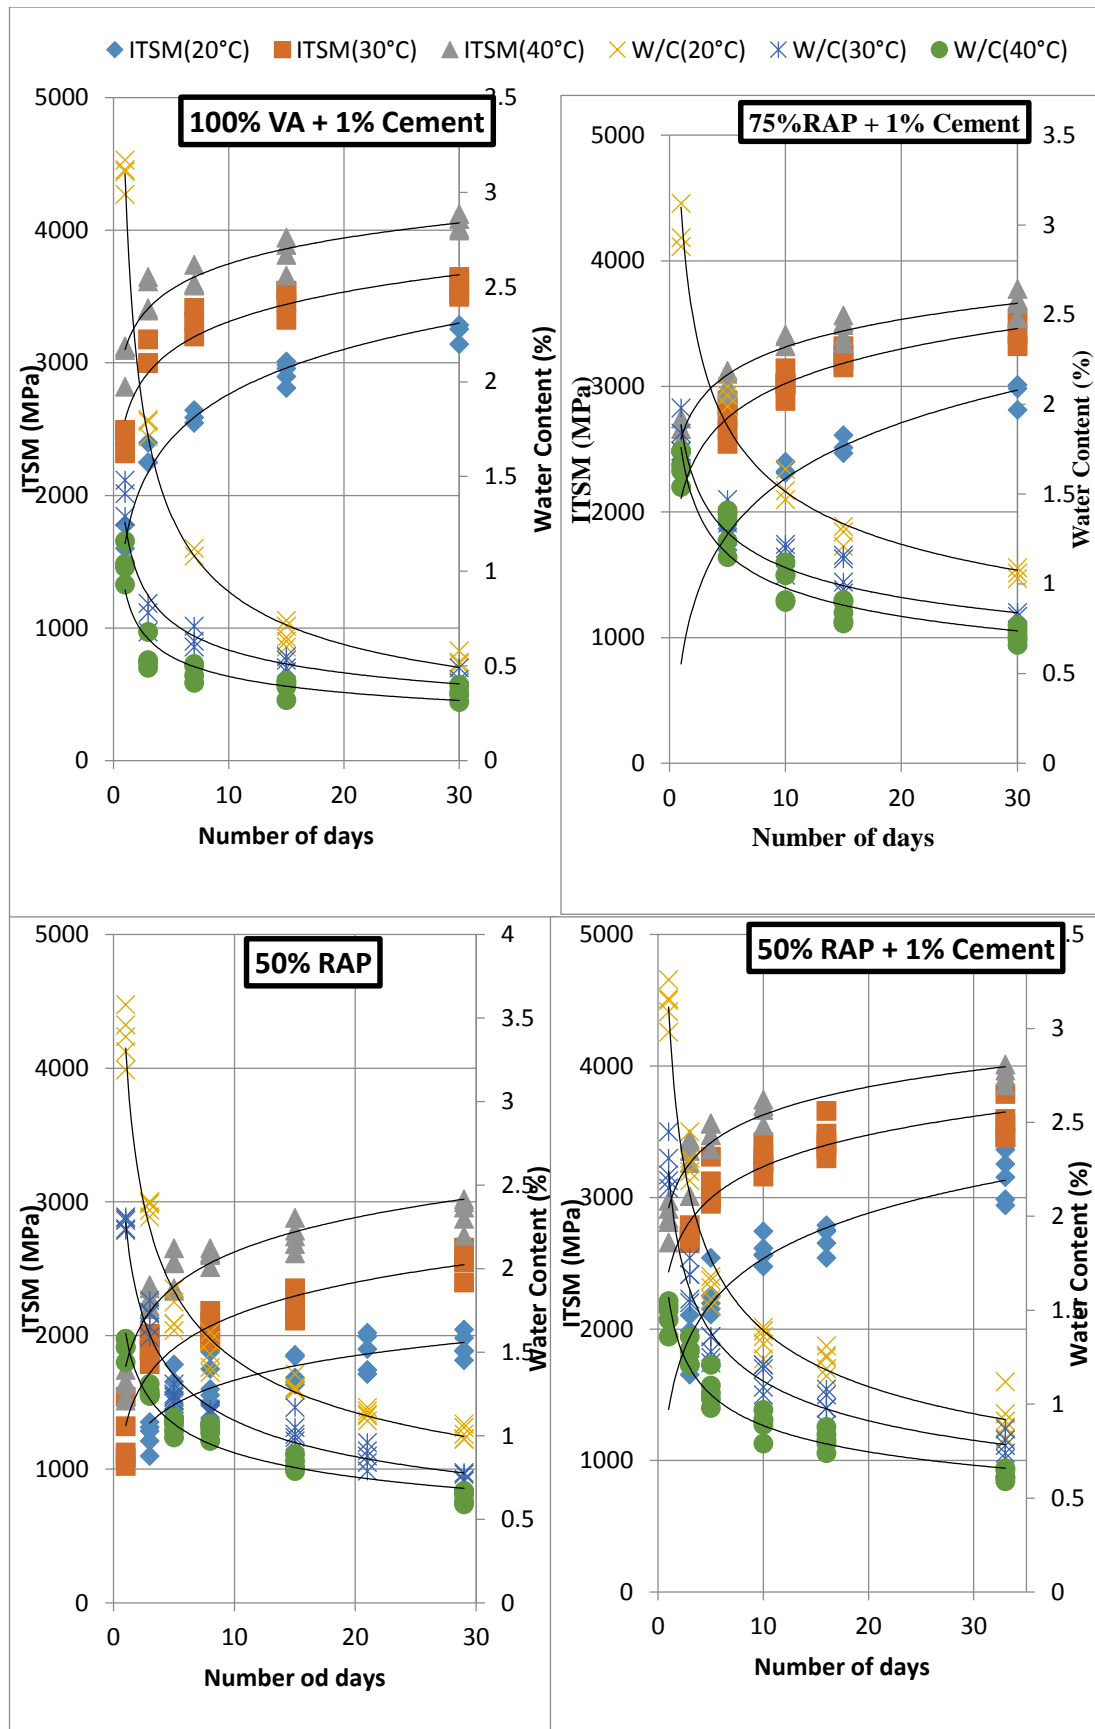 ITSM(20°C) ITSM(30°C) ITSM(40°C) W/C(20°C) W/C(30°C) W/C(40°C)
100% VA + 1% Cement
5000
4000
3000
2000
1000
0
3.5
3
2.5
2
1.5
1
0.5
0
0 10 20 30
ITSM (MPa)
Water Content (%)
Number of days
75%RAP + 1% Cement
5000
4000
3000
2000
1000
0
3.5
3
2.5
2
1.5
1
0.5
0
0 10 20 30
ITSM (MPa)
Water Content (%)
Number of days
50% RAP
5000
4000
3000
2000
1000
0
4
3.5
3
2.5
2
1.5
1
0.5
0
0 10 20 30
ITSM (MPa)
Water Content (%)
Number od days
50% RAP + 1% Cement
5000
4000
3000
2000
1000
0
3.5
3
2.5
2
1.5
1
0.5
0
0 10 20 30
ITSM (MPa)
Water Content (%)
Number of days